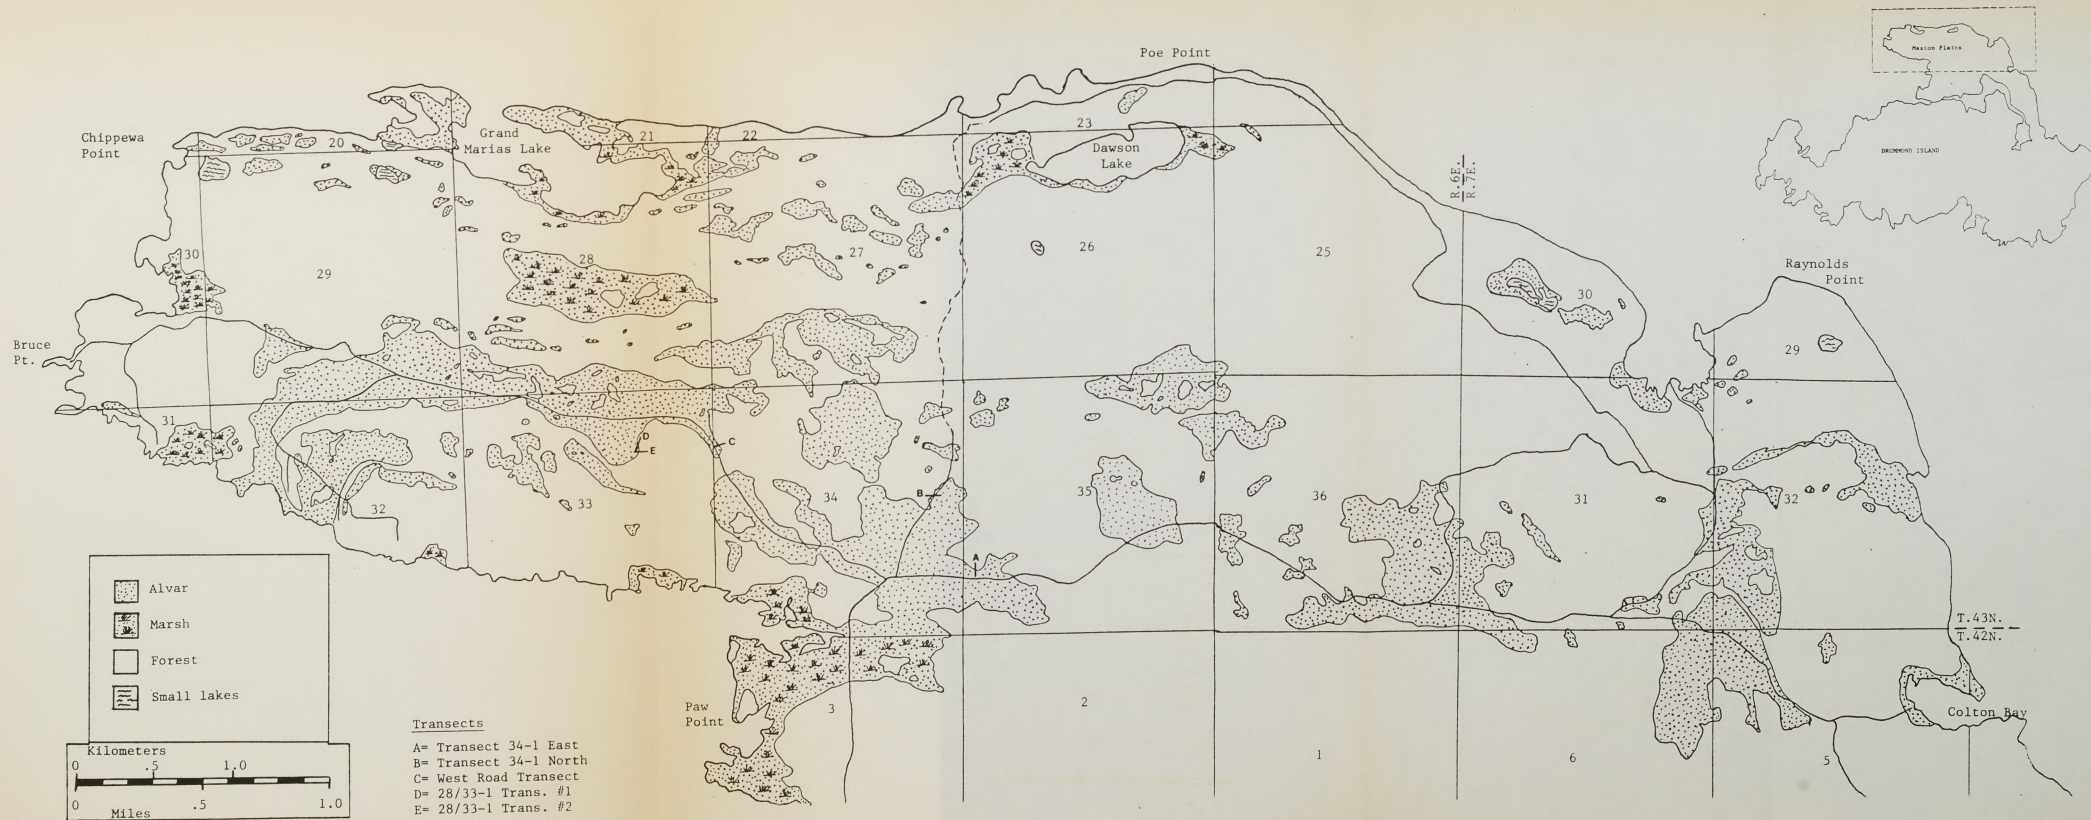 Poe Point
Maxton Plains
Chippewa
Point
20
Grand
Marias Lake
21
22
23
Dawson
Lake
R.6E.
R.7E.
DRUMMOND ISLAND
30
29
28
27
26
25
30
Raynolds
Point
29
Bruce
Pt.
31
32
33
D
E
C
34
B
35
A
36
31
32
T.43N.
T.42N.
Alvar
Marsh
Forest
Small lakes
Kilometers
0 .5 1.0
0 .5 1.0
Miles
Transects
A= Transect 34-1 East
B= Transect 34-1 North
C= West Road Transect
D= 28/33-1 Trans. #1
E= 28/33-1 Trans. #2
Paw
Point
3
2
1
6
5
Colton Bay